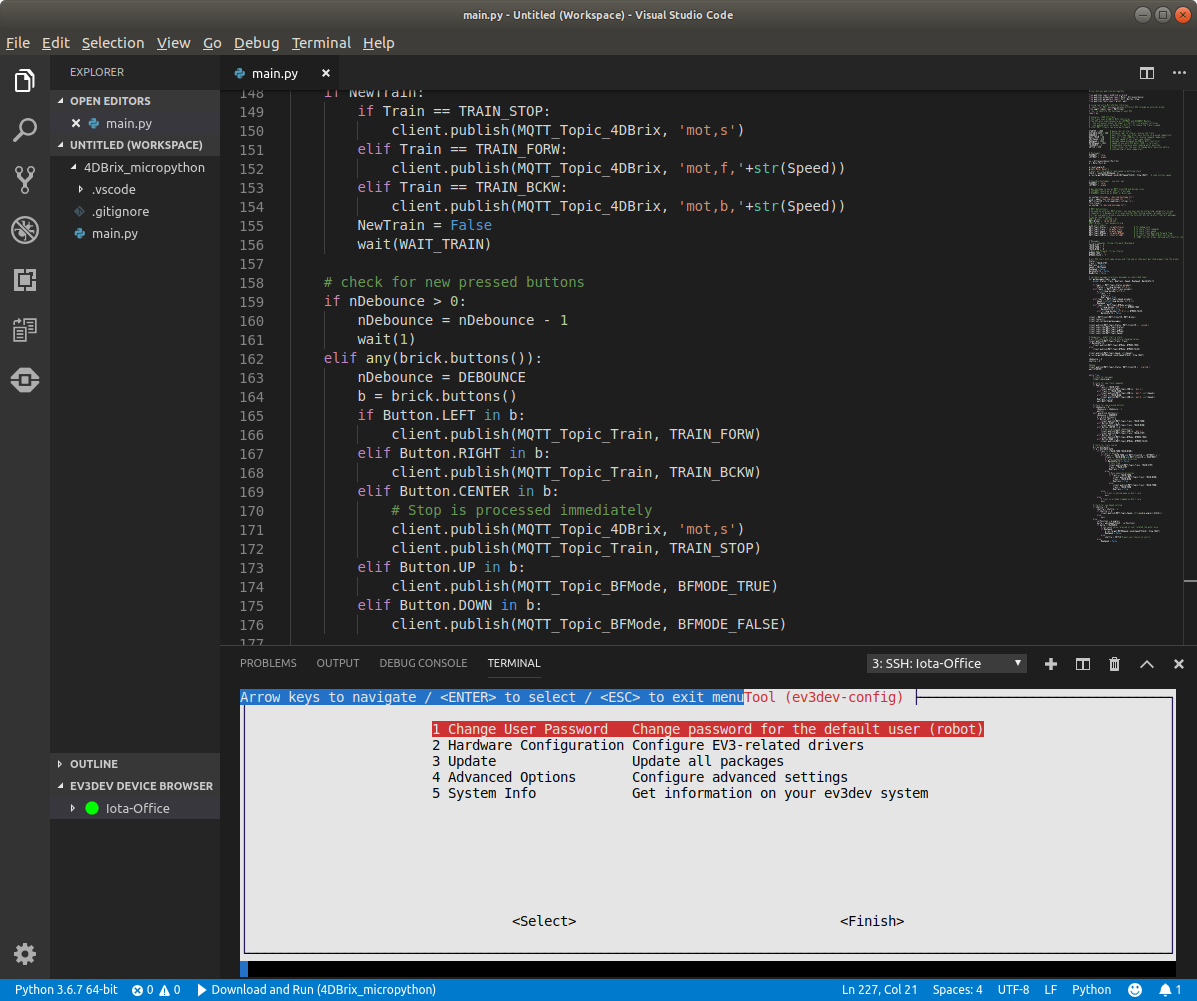 main.py - Untitled (Workspace) - Visual Studio Code
File Edit Selection View Go Debug Terminal Help
EXPLORER
OPEN EDITORS
main.py
UNTITLED (WORKSPACE)
4DBrix_micropython
.vscode
.gitignore
main.py
OUTLINE
EV3DEV DEVICE BROWSER
Iota-Office
main.py
148 if NewTrain:
149 if Train == TRAIN_STOP:
150 client.publish(MQTT_Topic_4DBrix, 'mot,s')
151 elif Train == TRAIN_FORW:
152 client.publish(MQTT_Topic_4DBrix, 'mot,f,'+str(Speed))
153 elif Train == TRAIN_BCKW:
154 client.publish(MQTT_Topic_4DBrix, 'mot,b,'+str(Speed))
155 NewTrain = False
156 wait(WAIT_TRAIN)
157
158 # check for new pressed buttons
159 if nDebounce > 0:
160 nDebounce = nDebounce - 1
161 wait(1)
162 elif any(brick.buttons()):
163 nDebounce = DEBOUNCE
164 b = brick.buttons()
165 if Button.LEFT in b:
166 client.publish(MQTT_Topic_Train, TRAIN_FORW)
167 elif Button.RIGHT in b:
168 client.publish(MQTT_Topic_Train, TRAIN_BCKW)
169 elif Button.CENTER in b:
170 # Stop is processed immediately
171 client.publish(MQTT_Topic_4DBrix, 'mot,s')
172 client.publish(MQTT_Topic_Train, TRAIN_STOP)
173 elif Button.UP in b:
174 client.publish(MQTT_Topic_BFMode, BFMODE_TRUE)
175 elif Button.DOWN in b:
176 client.publish(MQTT_Topic_BFMode, BFMODE_FALSE)
177
PROBLEMS OUTPUT DEBUG CONSOLE TERMINAL 3: SSH: Iota-Office
Arrow keys to navigate / <ENTER> to select / <ESC> to exit menuTool (ev3dev-config)
1 Change User Password Change password for the default user (robot)
2 Hardware Configuration Configure EV3-related drivers
3 Update Update all packages
4 Advanced Options Configure advanced settings
5 System Info Get information on your ev3dev system
<Select> <Finish>
Python 3.6.7 64-bit 0 0 Download and Run (4DBrix_micropython) Ln 227, Col 21 Spaces: 4 UTF-8 LF Python 1